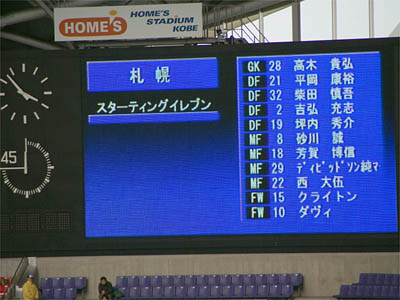 HOME'S
HOME'S
STADIUM
KOBE
札幌
スターティングイレブン
GK 28 高木 貴弘
DF 21 平岡 康裕
DF 32 柴田 慎吾
DF 2 吉弘 充志
DF 19 坪内 秀介
MF 8 砂川 誠
MF 18 芳賀 博信
MF 29 ディビッドソン純マ
MF 22 西 大伍
FW 15 クライトン
FW 10 ダヴィ
45